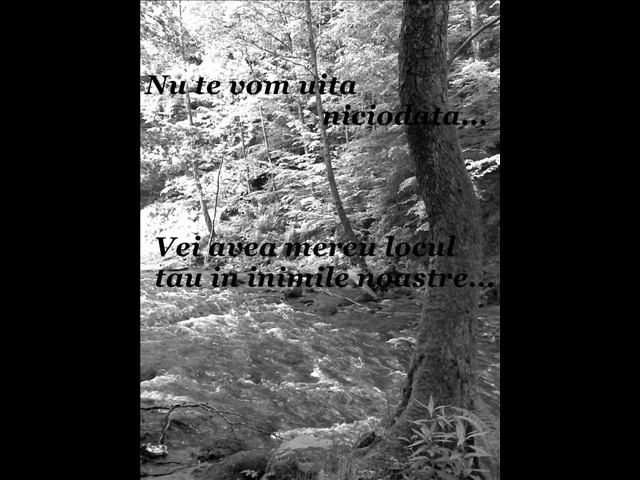 Nu te vom uita
niciodata...
Vei avea mereu locul
tau in inimile noastre...